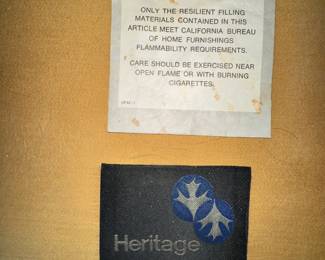 ONLY THE RESILIENT FILLING
MATERIALS CONTAINED IN THIS
ARTICLE MEET CALIFORNIA BUREAU
OF HOME FURNISHINGS
FLAMMABILITY REQUIREMENTS.
CARE SHOULD BE EXERCISED NEAR
OPEN FLAME OR WITH BURNING
CIGARETTES.
Heritage